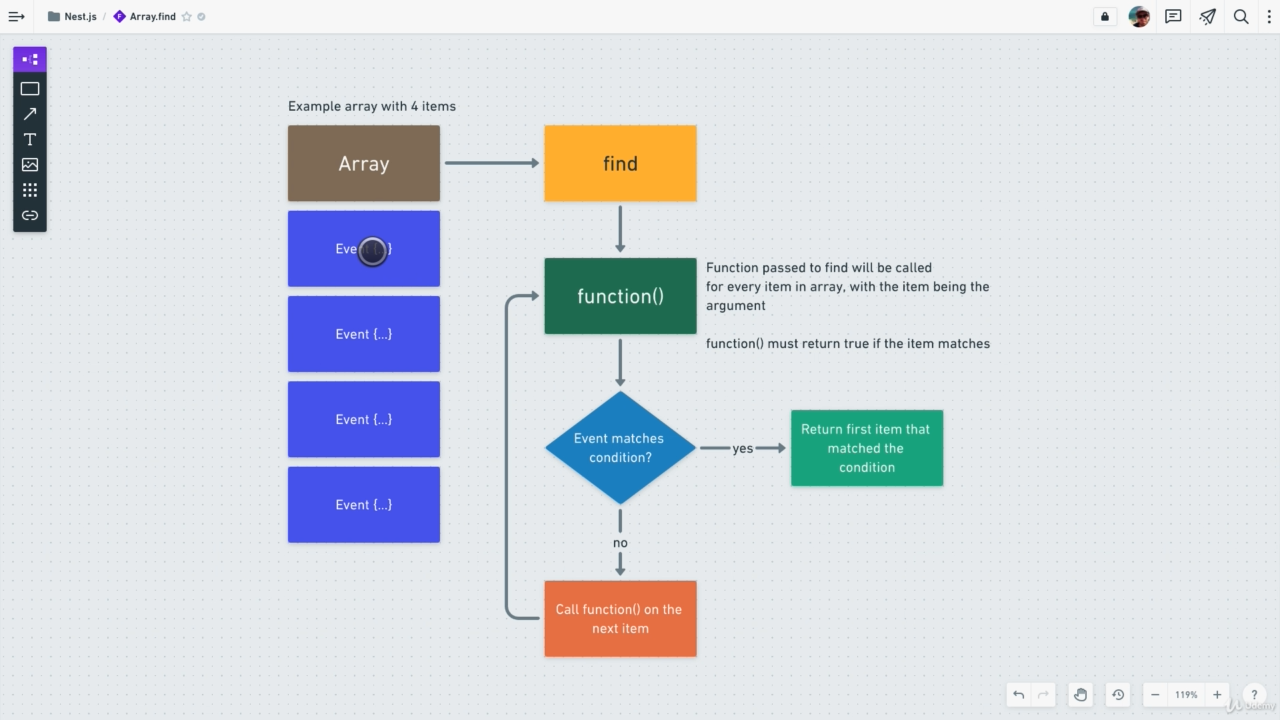 Nest.js / Array.find
Example array with 4 items
Array
find
Event {...}
function()
Function passed to find will be called
for every item in array, with the item being the
argument
function() must return true if the item matches
Event {...}
Event {...}
Event matches
condition?
yes
Return first item that
matched the
condition
Event {...}
no
Call function() on the
next item
T
119%
?
Udemy